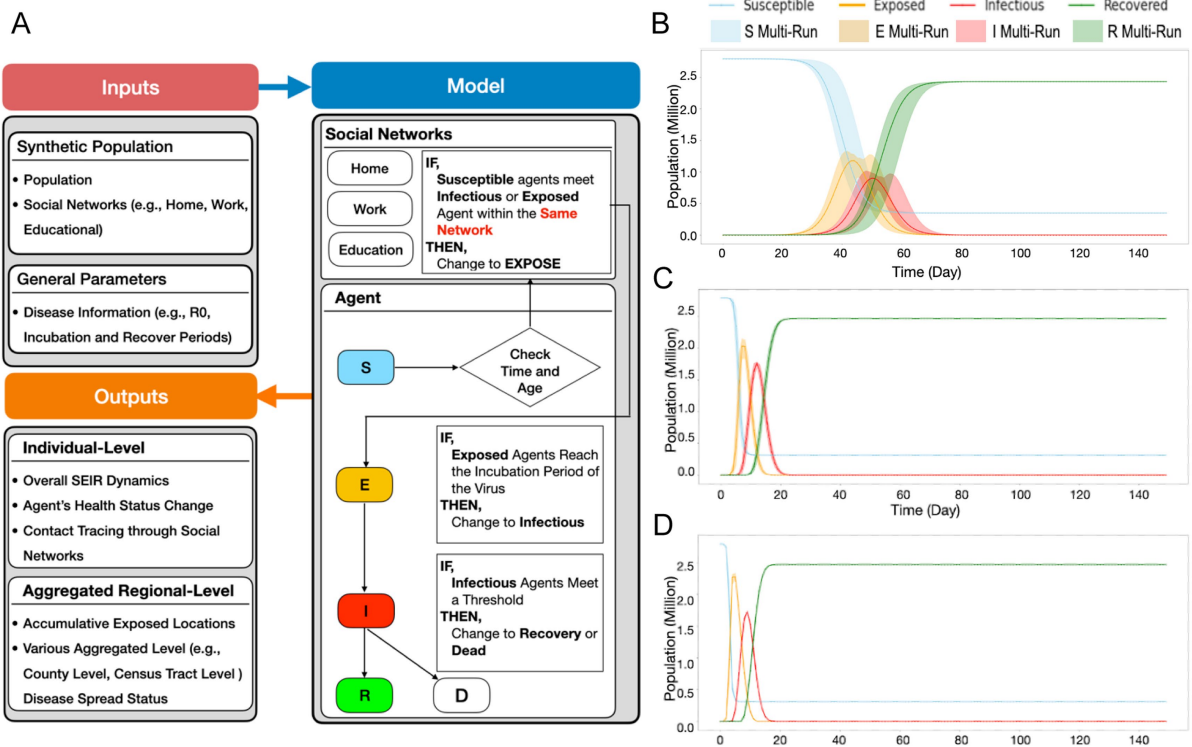 A
Inputs
Model
Synthetic Population
• Population
• Social Networks (e.g., Home, Work,
Educational)
General Parameters
• Disease Information (e.g., R0,
Incubation and Recover Periods)
Outputs
Individual-Level
• Overall SEIR Dynamics
• Agent's Health Status Change
• Contact Tracing through Social
Networks
Aggregated Regional-Level
• Accumulative Exposed Locations
• Various Aggregated Level (e.g.,
County Level, Census Tract Level )
Disease Spread Status
Social Networks
Home
Work
Education
IF,
Susceptible agents meet
Infectious or Exposed
Agent within the Same
Network
THEN,
Change to EXPOSE
Agent
S
Check
Time and
Age
E
IF,
Exposed Agents Reach
the Incubation Period of
the Virus
THEN,
Change to Infectious
I
IF,
Infectious Agents Meet
a Threshold
THEN,
Change to Recovery or
Dead
R
D
Susceptible Exposed Infectious Recovered
S Multi-Run E Multi-Run I Multi-Run R Multi-Run
B
Population (Million)
2.5
2.0
1.5
1.0
0.5
0.0
0 20 40 60 80 100 120 140
Time (Day)
C
Population (Million)
2.5
2.0
1.5
1.0
0.5
0.0
0 20 40 60 80 100 120 140
Time (Day)
D
Population (Million)
2.5
2.0
1.5
1.0
0.5
0.0
0 20 40 60 80 100 120 140